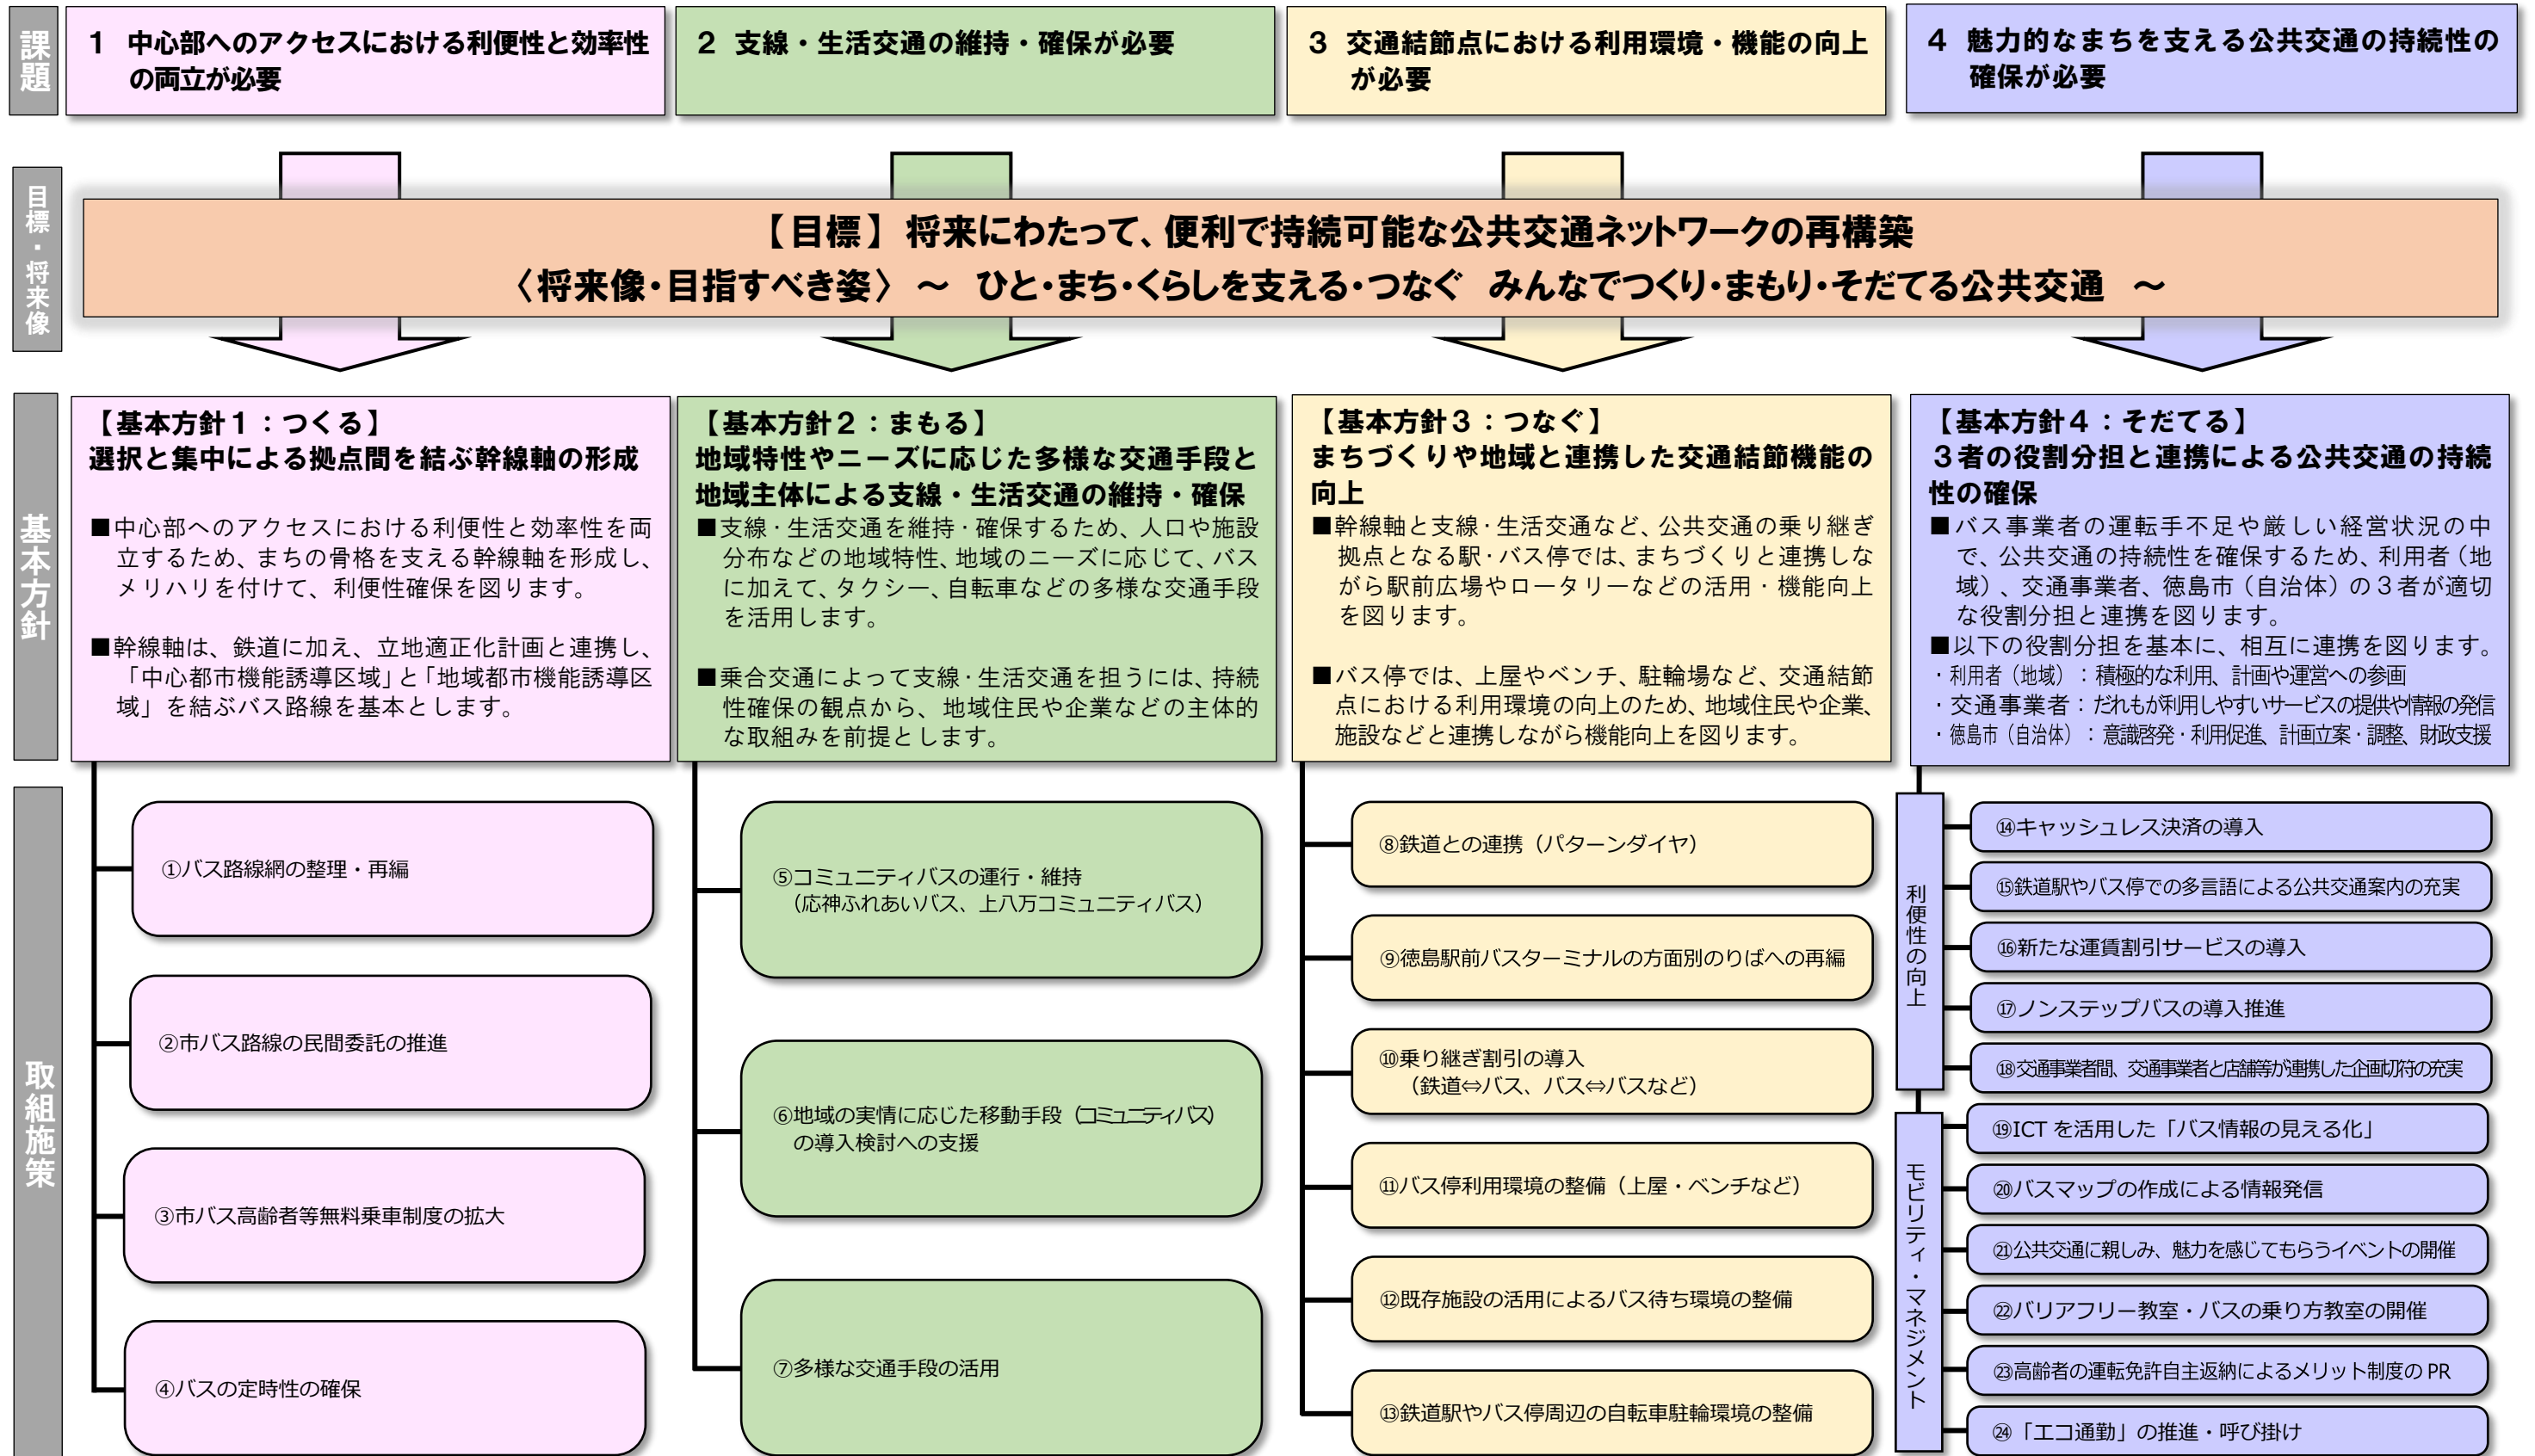 課題
1 中心部へのアクセスにおける利便性と効率性
の両立が必要
2 支線・生活交通の維持・確保が必要
3 交通結節点における利用環境・機能の向上
が必要
4 魅力的なまちを支える公共交通の持続性の
確保が必要
目標・将来像
【目標】将来にわたって、便利で持続可能な公共交通ネットワークの再構築
〈将来像・目指すべき姿〉～ ひと・まち・くらしを支える・つなぐ みんなでつくり・まもり・そだてる公共交通 ～
基本方針
【基本方針１：つくる】
選択と集中による拠点間を結ぶ幹線軸の形成
■中心部へのアクセスにおける利便性と効率性を両
立するため、まちの骨格を支える幹線軸を形成し、
メリハリを付けて、利便性確保を図ります。
■幹線軸は、鉄道に加え、立地適正化計画と連携し、
「中心都市機能誘導区域」と「地域都市機能誘導区
域」を結ぶバス路線を基本とします。
【基本方針２：まもる】
地域特性やニーズに応じた多様な交通手段と
地域主体による支線・生活交通の維持・確保
■支線・生活交通を維持・確保するため、人口や施設
分布などの地域特性、地域のニーズに応じて、バス
に加えて、タクシー、自転車などの多様な交通手段
を活用します。
■乗合交通によって支線・生活交通を担うには、持続
性確保の観点から、地域住民や企業などの主体的
な取組みを前提とします。
【基本方針３：つなぐ】
まちづくりや地域と連携した交通結節機能の
向上
■幹線軸と支線・生活交通など、公共交通の乗り継ぎ
拠点となる駅・バス停では、まちづくりと連携しな
がら駅前広場やロータリーなどの活用・機能向上
を図ります。
■バス停では、上屋やベンチ、駐輪場など、交通結節
点における利用環境の向上のため、地域住民や企業、
施設などと連携しながら機能向上を図ります。
【基本方針４：そだてる】
３者の役割分担と連携による公共交通の持続
性の確保
■バス事業者の運転手不足や厳しい経営状況の中
で、公共交通の持続性を確保するため、利用者（地
域）、交通事業者、徳島市（自治体）の３者が適切
な役割分担と連携を図ります。
■以下の役割分担を基本に、相互に連携を図ります。
・利用者（地域）：積極的な利用、計画や運営への参画
・交通事業者：だれもが利用しやすいサービスの提供や情報の発信
・徳島市（自治体）：意識啓発・利用促進、計画立案・調整、財政支援
取組施策
①バス路線網の整理・再編
②市バス路線の民間委託の推進
③市バス高齢者等無料乗車制度の拡大
④バスの定時性の確保
⑤コミュニティバスの運行・維持
（応神ふれあいバス、上八万コミュニティバス）
⑥地域の実情に応じた移動手段（コミュニティバス）
の導入検討への支援
⑦多様な交通手段の活用
⑧鉄道との連携（パターンダイヤ）
⑨徳島駅前バスターミナルの方面別のりばへの再編
⑩乗り継ぎ割引の導入
（鉄道⇔バス、バス⇔バスなど）
⑪バス停利用環境の整備（上屋・ベンチなど）
⑫既存施設の活用によるバス待ち環境の整備
⑬鉄道駅やバス停周辺の自転車駐輪環境の整備
利便性の向上
⑭キャッシュレス決済の導入
⑮鉄道駅やバス停での多言語による公共交通案内の充実
⑯新たな運賃割引サービスの導入
⑰ノンステップバスの導入推進
⑱交通事業者間、交通事業者と店舗等が連携した企画切符の充実
モビリティ・マネジメント
⑲ICT を活用した「バス情報の見える化」
⑳バスマップの作成による情報発信
㉑公共交通に親しみ、魅力を感じてもらうイベントの開催
㉒バリアフリー教室・バスの乗り方教室の開催
㉓高齢者の運転免許自主返納によるメリット制度の PR
㉔「エコ通勤」の推進・呼び掛け